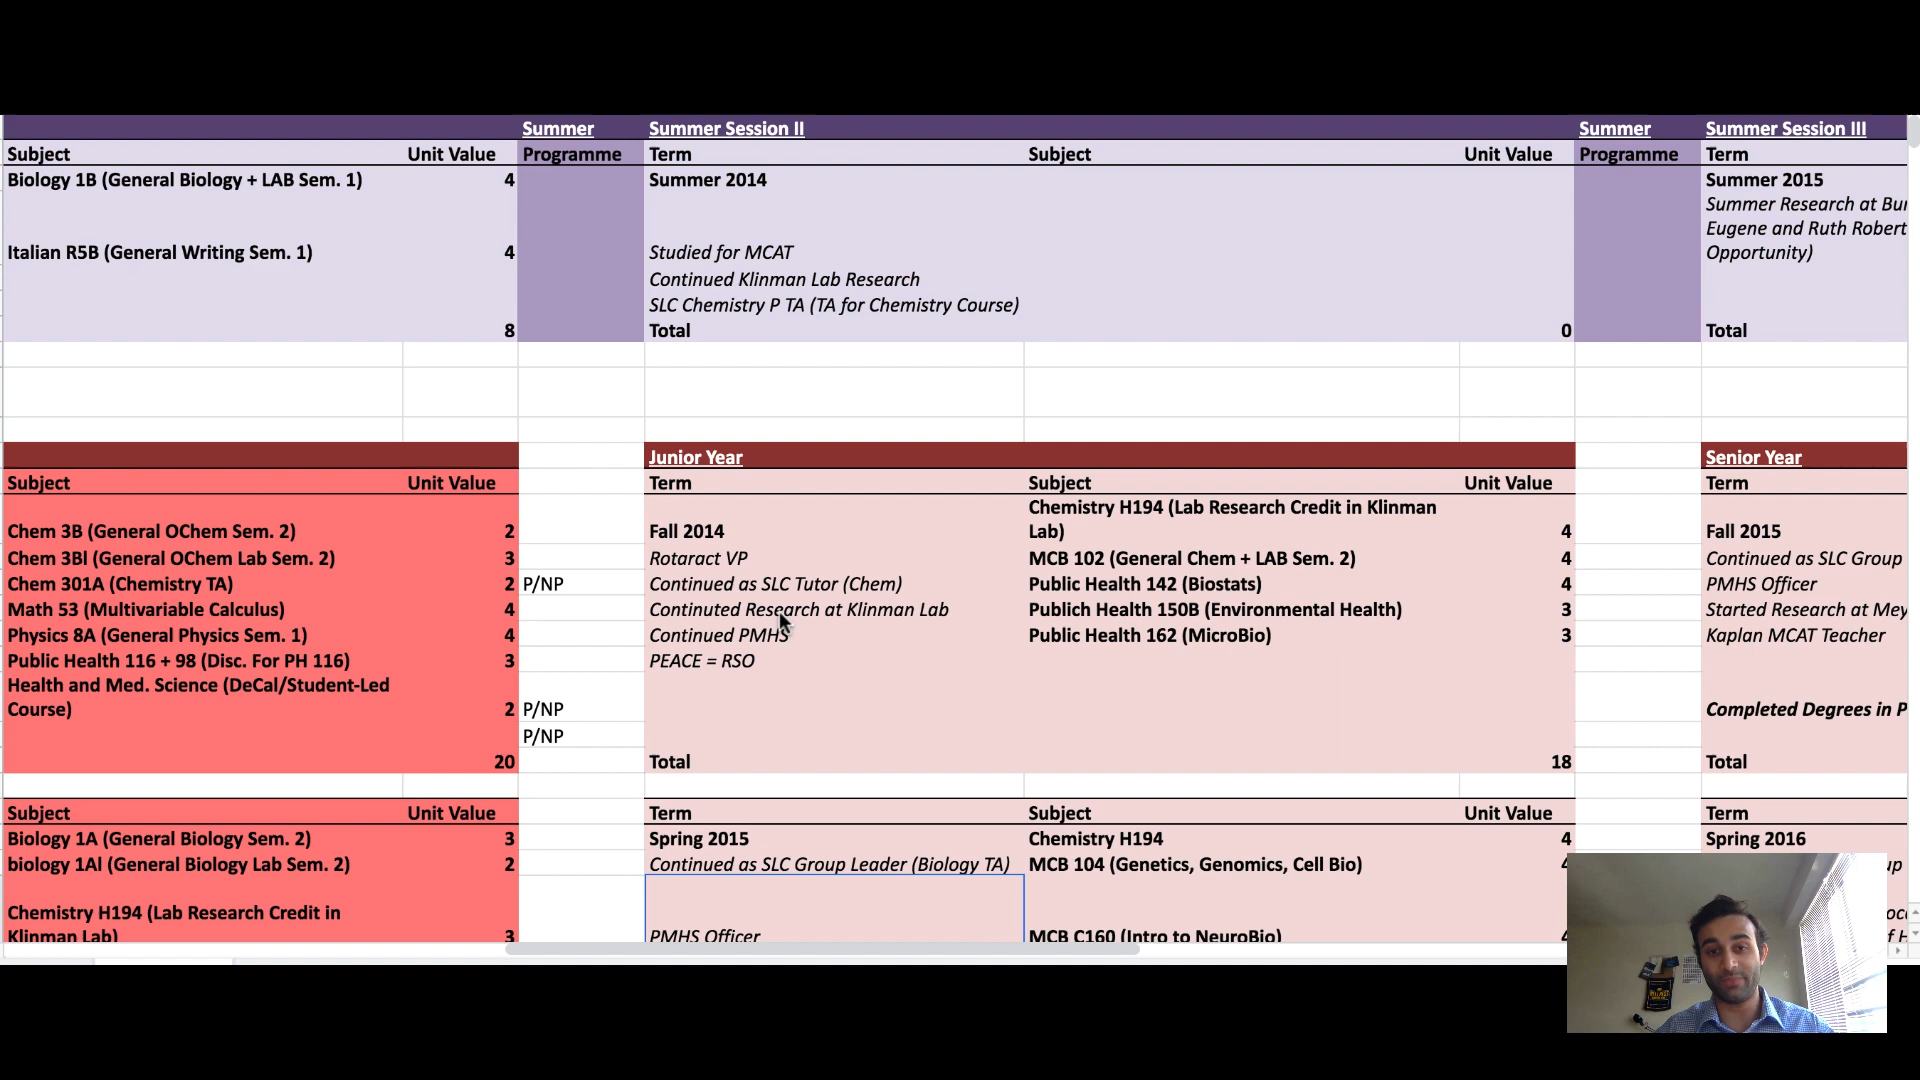 Summer Summer Session II Summer Summer Session III
Subject Unit Value Programme Term Subject Unit Value Programme Term
Biology 1B (General Biology + LAB Sem. 1) 4 Summer 2014 Summer 2015
Summer Research at Bu
Eugene and Ruth Robert
Italian R5B (General Writing Sem. 1) 4 Studied for MCAT Opportunity)
Continued Klinman Lab Research
SLC Chemistry P TA (TA for Chemistry Course)
8 Total 0 Total
Junior Year Senior Year
Subject Unit Value Term Subject Unit Value Term
Chemistry H194 (Lab Research Credit in Klinman
Chem 3B (General OChem Sem. 2) 2 Fall 2014 Lab) 4 Fall 2015
Chem 3Bl (General OChem Lab Sem. 2) 3 Rotaract VP MCB 102 (General Chem + LAB Sem. 2) 4 Continued as SLC Group
Chem 301A (Chemistry TA) 2 P/NP Continued as SLC Tutor (Chem) Public Health 142 (Biostats) 4 PMHS Officer
Math 53 (Multivariable Calculus) 4 Continuted Research at Klinman Lab Publich Health 150B (Environmental Health) 3 Started Research at Mey
Physics 8A (General Physics Sem. 1) 4 Continued PMHS Public Health 162 (MicroBio) 3 Kaplan MCAT Teacher
Public Health 116 + 98 (Disc. For PH 116) 3 PEACE = RSO
Health and Med. Science (DeCal/Student-Led
Course) 2 P/NP Completed Degrees in P
P/NP
20 Total 18 Total
Subject Unit Value Term Subject Unit Value Term
Biology 1A (General Biology Sem. 2) 3 Spring 2015 Chemistry H194 4 Spring 2016
biology 1Al (General Biology Lab Sem. 2) 2 Continued as SLC Group Leader (Biology TA) MCB 104 (Genetics, Genomics, Cell Bio) 4
Chemistry H194 (Lab Research Credit in
Klinman Lab) 3 PMHS Officer MCB C160 (Intro to NeuroBio) 4